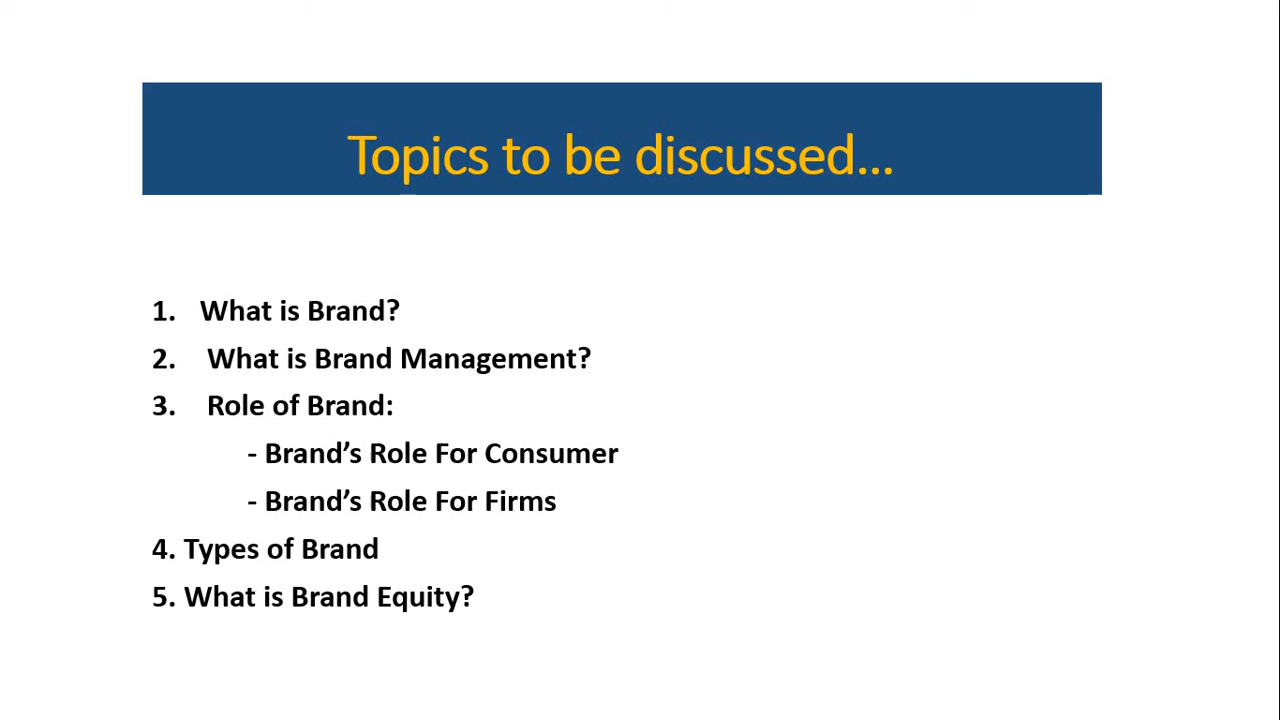 Topics to be discussed...
1. What is Brand?
2. What is Brand Management?
3. Role of Brand:
- Brand’s Role For Consumer
- Brand’s Role For Firms
4. Types of Brand
5. What is Brand Equity?